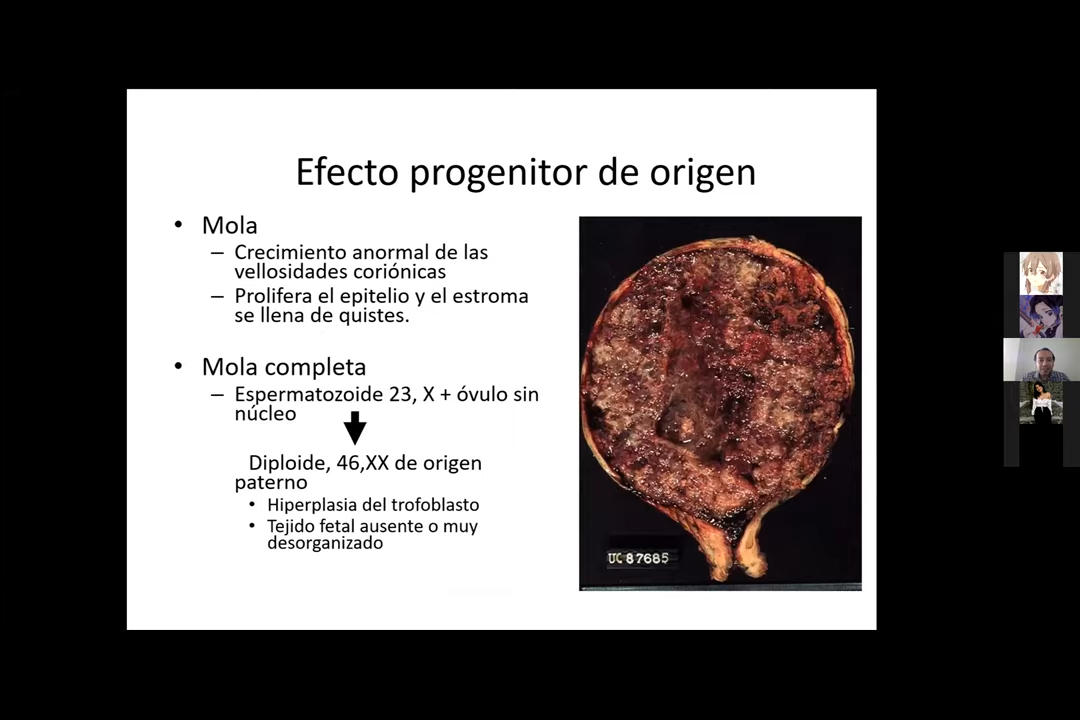 Efecto progenitor de origen
• Mola
– Crecimiento anormal de las
vellosidades coriónicas
– Prolifera el epitelio y el estroma
se llena de quistes.
• Mola completa
– Espermatozoide 23, X + óvulo sin
núcleo
Diploide, 46,XX de origen
paterno
• Hiperplasia del trofoblasto
• Tejido fetal ausente o muy
desorganizado
UC 87685